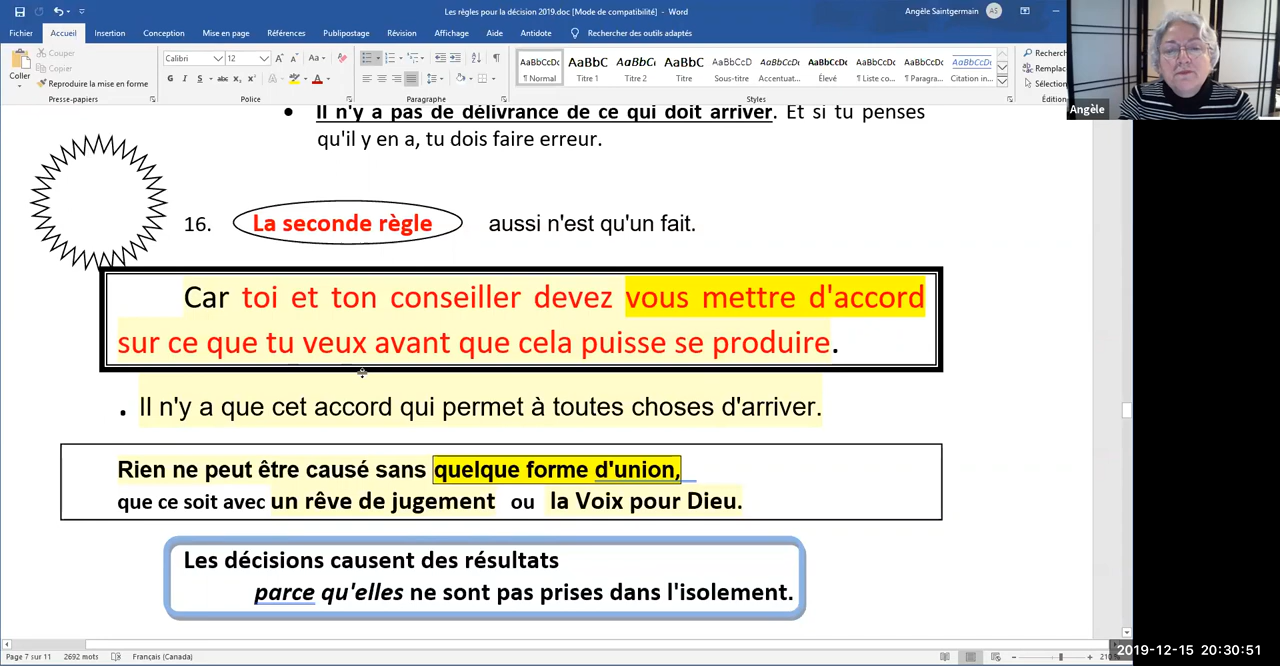 Les règles pour la décision 2019.doc [Mode de compatibilité] - Word
Angèle Saintgermain AS
Fichier Accueil Insertion Conception Mise en page Références Publipostage Révision Affichage Aide Antidote Rechercher des outils adaptés
Coller
Couper
Copier
Reproduire la mise en forme
Presse-papiers
Calibri 12
Police
Paragraphe
AaBbCcDc AaBbC AaBbCc AaBbC AaBbCcD AaBbCcDc AaBbCcDc AaBbCcDc AaBbCcDc AaBbCcDc
¶ Normal Titre 1 Titre 2 Titre Sous-titre Accentuat... Élevé ¶ Liste co... ¶ Paragra... Citation in...
Styles
Recherch
Remplac
Sélection
Éditio
Angèle
Il n'y a pas de délivrance de ce qui doit arriver. Et si tu penses
qu'il y en a, tu dois faire erreur.
16. La seconde règle aussi n'est qu'un fait.
Car toi et ton conseiller devez vous mettre d'accord
sur ce que tu veux avant que cela puisse se produire.
. Il n'y a que cet accord qui permet à toutes choses d'arriver.
Rien ne peut être causé sans quelque forme d'union,
que ce soit avec un rêve de jugement ou la Voix pour Dieu.
Les décisions causent des résultats
parce qu'elles ne sont pas prises dans l'isolement.
Page 7 sur 11 2692 mots Français (Canada)
2019-12-15 20:30:51